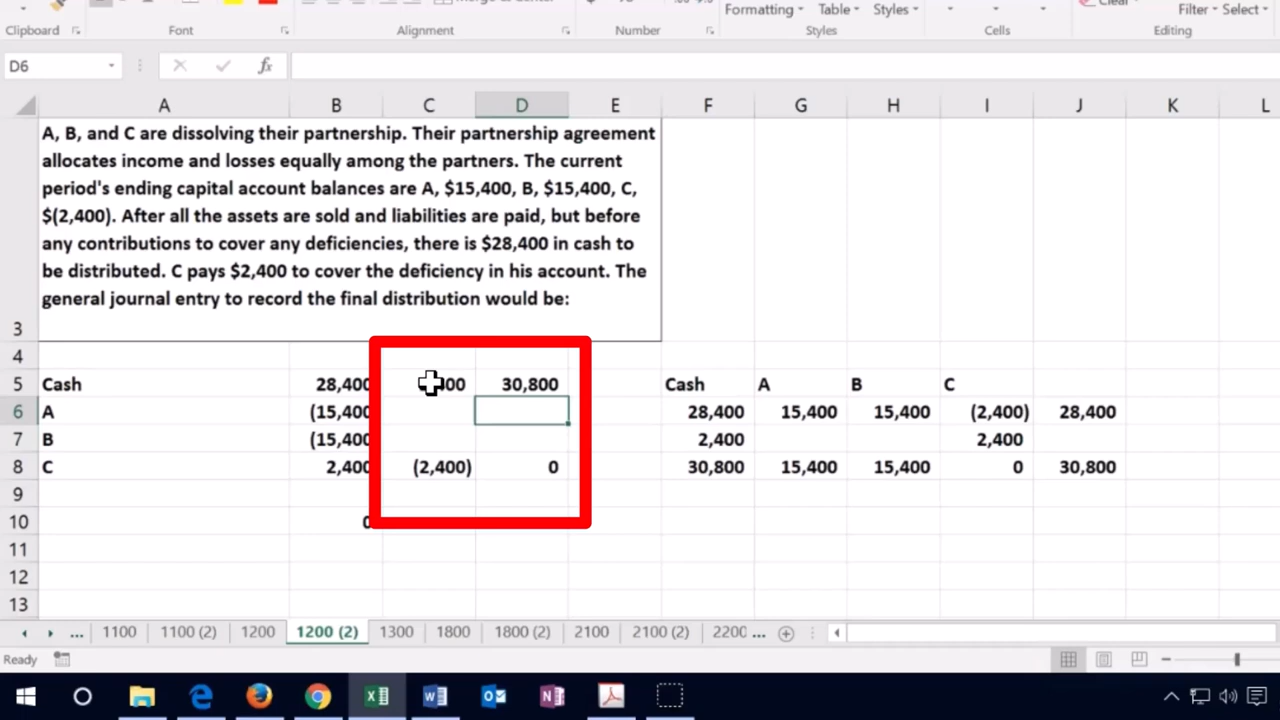 Clipboard Font Alignment Number Formatting Table Styles Styles Cells Filter Select Editing
D6 fx
A B C D E F G H I J K L
A, B, and C are dissolving their partnership. Their partnership agreement
allocates income and losses equally among the partners. The current
period's ending capital account balances are A, $15,400, B, $15,400, C,
$(2,400). After all the assets are sold and liabilities are paid, but before
any contributions to cover any deficiencies, there is $28,400 in cash to
be distributed. C pays $2,400 to cover the deficiency in his account. The
general journal entry to record the final distribution would be:
3
4
5 Cash 28,400 30,800 Cash A B C
6 A (15,400 28,400 15,400 15,400 (2,400) 28,400
7 B (15,400 2,400 2,400
8 C 2,400 (2,400) 0 30,800 15,400 15,400 0 30,800
9
10 0
11
12
13
... 1100 1100 (2) 1200 1200 (2) 1300 1800 1800 (2) 2100 2100 (2) 2200 ...
Ready